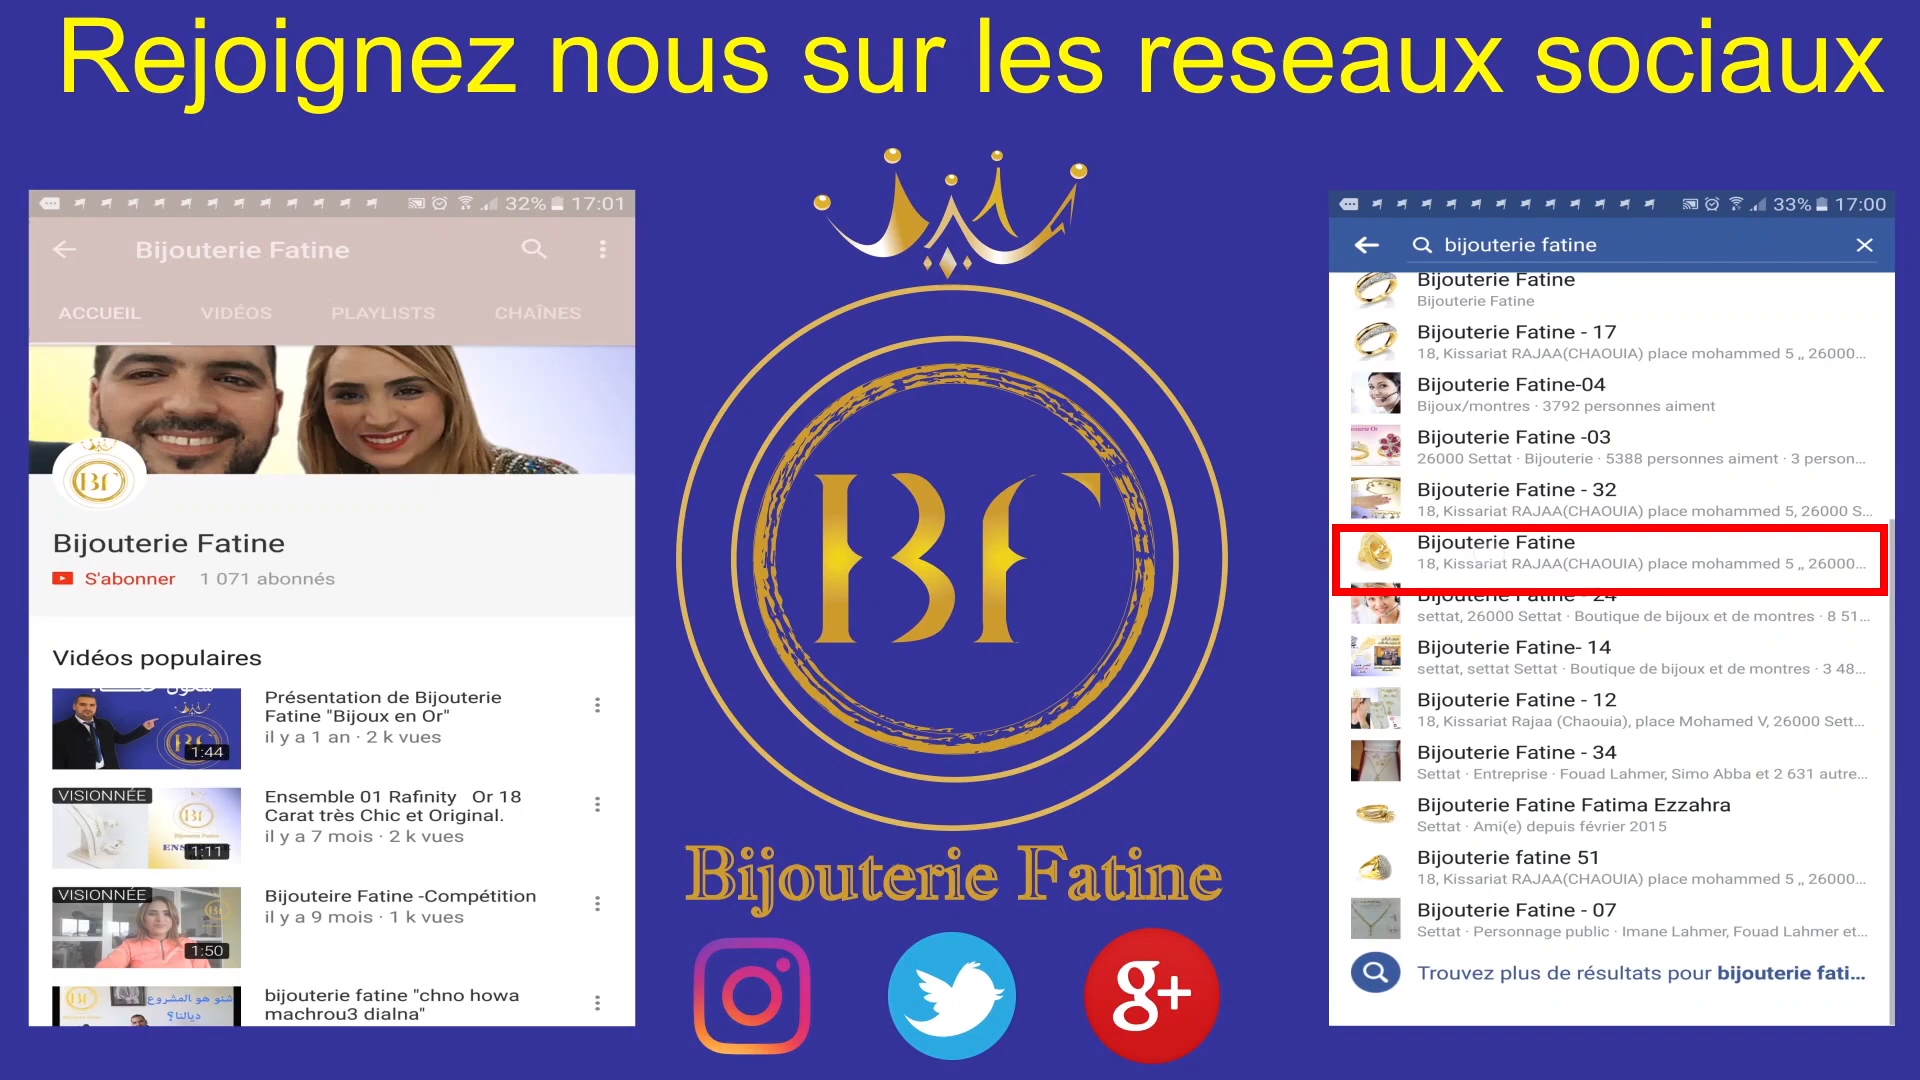 Rejoignez nous sur les reseaux sociaux
32% 17:01
Bijouterie Fatine
ACCUEIL VIDÉOS PLAYLISTS CHAÎNES
BF
Bijouterie Fatine
S'abonner 1 071 abonnés
Vidéos populaires
Présentation de Bijouterie
Fatine "Bijoux en Or"
il y a 1 an · 2 k vues
1:44
VISIONNÉE
Ensemble 01 Rafinity Or 18
Carat très Chic et Original.
il y a 7 mois · 2 k vues
1:11
VISIONNÉE
Bijouteire Fatine -Compétition
il y a 9 mois · 1 k vues
1:50
شنو هو المشروع
ديالنا؟
bijouterie fatine "chno howa
machrou3 dialna"
BF
Bijouterie Fatine
g+
33% 17:00
bijouterie fatine
Bijouterie Fatine
Bijouterie Fatine
Bijouterie Fatine - 17
18, Kissariat RAJAA(CHAOUIA) place mohammed 5 ,, 26000...
Bijouterie Fatine-04
Bijoux/montres · 3792 personnes aiment
Bijouterie Fatine -03
26000 Settat · Bijouterie · 5388 personnes aiment · 3 person...
Bijouterie Fatine - 32
18, Kissariat RAJAA(CHAOUIA) place mohammed 5, 26000 S...
Bijouterie Fatine
18, Kissariat RAJAA(CHAOUIA) place mohammed 5 ,, 26000...
Bijouterie Fatine - 24
settat, 26000 Settat · Boutique de bijoux et de montres · 8 51...
Bijouterie Fatine- 14
settat, settat Settat · Boutique de bijoux et de montres · 3 48...
Bijouterie Fatine - 12
18, Kissariat Rajaa (Chaouia), place Mohamed V, 26000 Sett...
Bijouterie Fatine - 34
Settat · Entreprise · Fouad Lahmer, Simo Abba et 2 631 autre...
Bijouterie Fatine Fatima Ezzahra
Settat · Ami(e) depuis février 2015
Bijouterie fatine 51
18, Kissariat RAJAA(CHAOUIA) place mohammed 5 ,, 26000...
Bijouterie Fatine - 07
Settat · Personnage public · Imane Lahmer, Fouad Lahmer et...
Trouvez plus de résultats pour bijouterie fati...